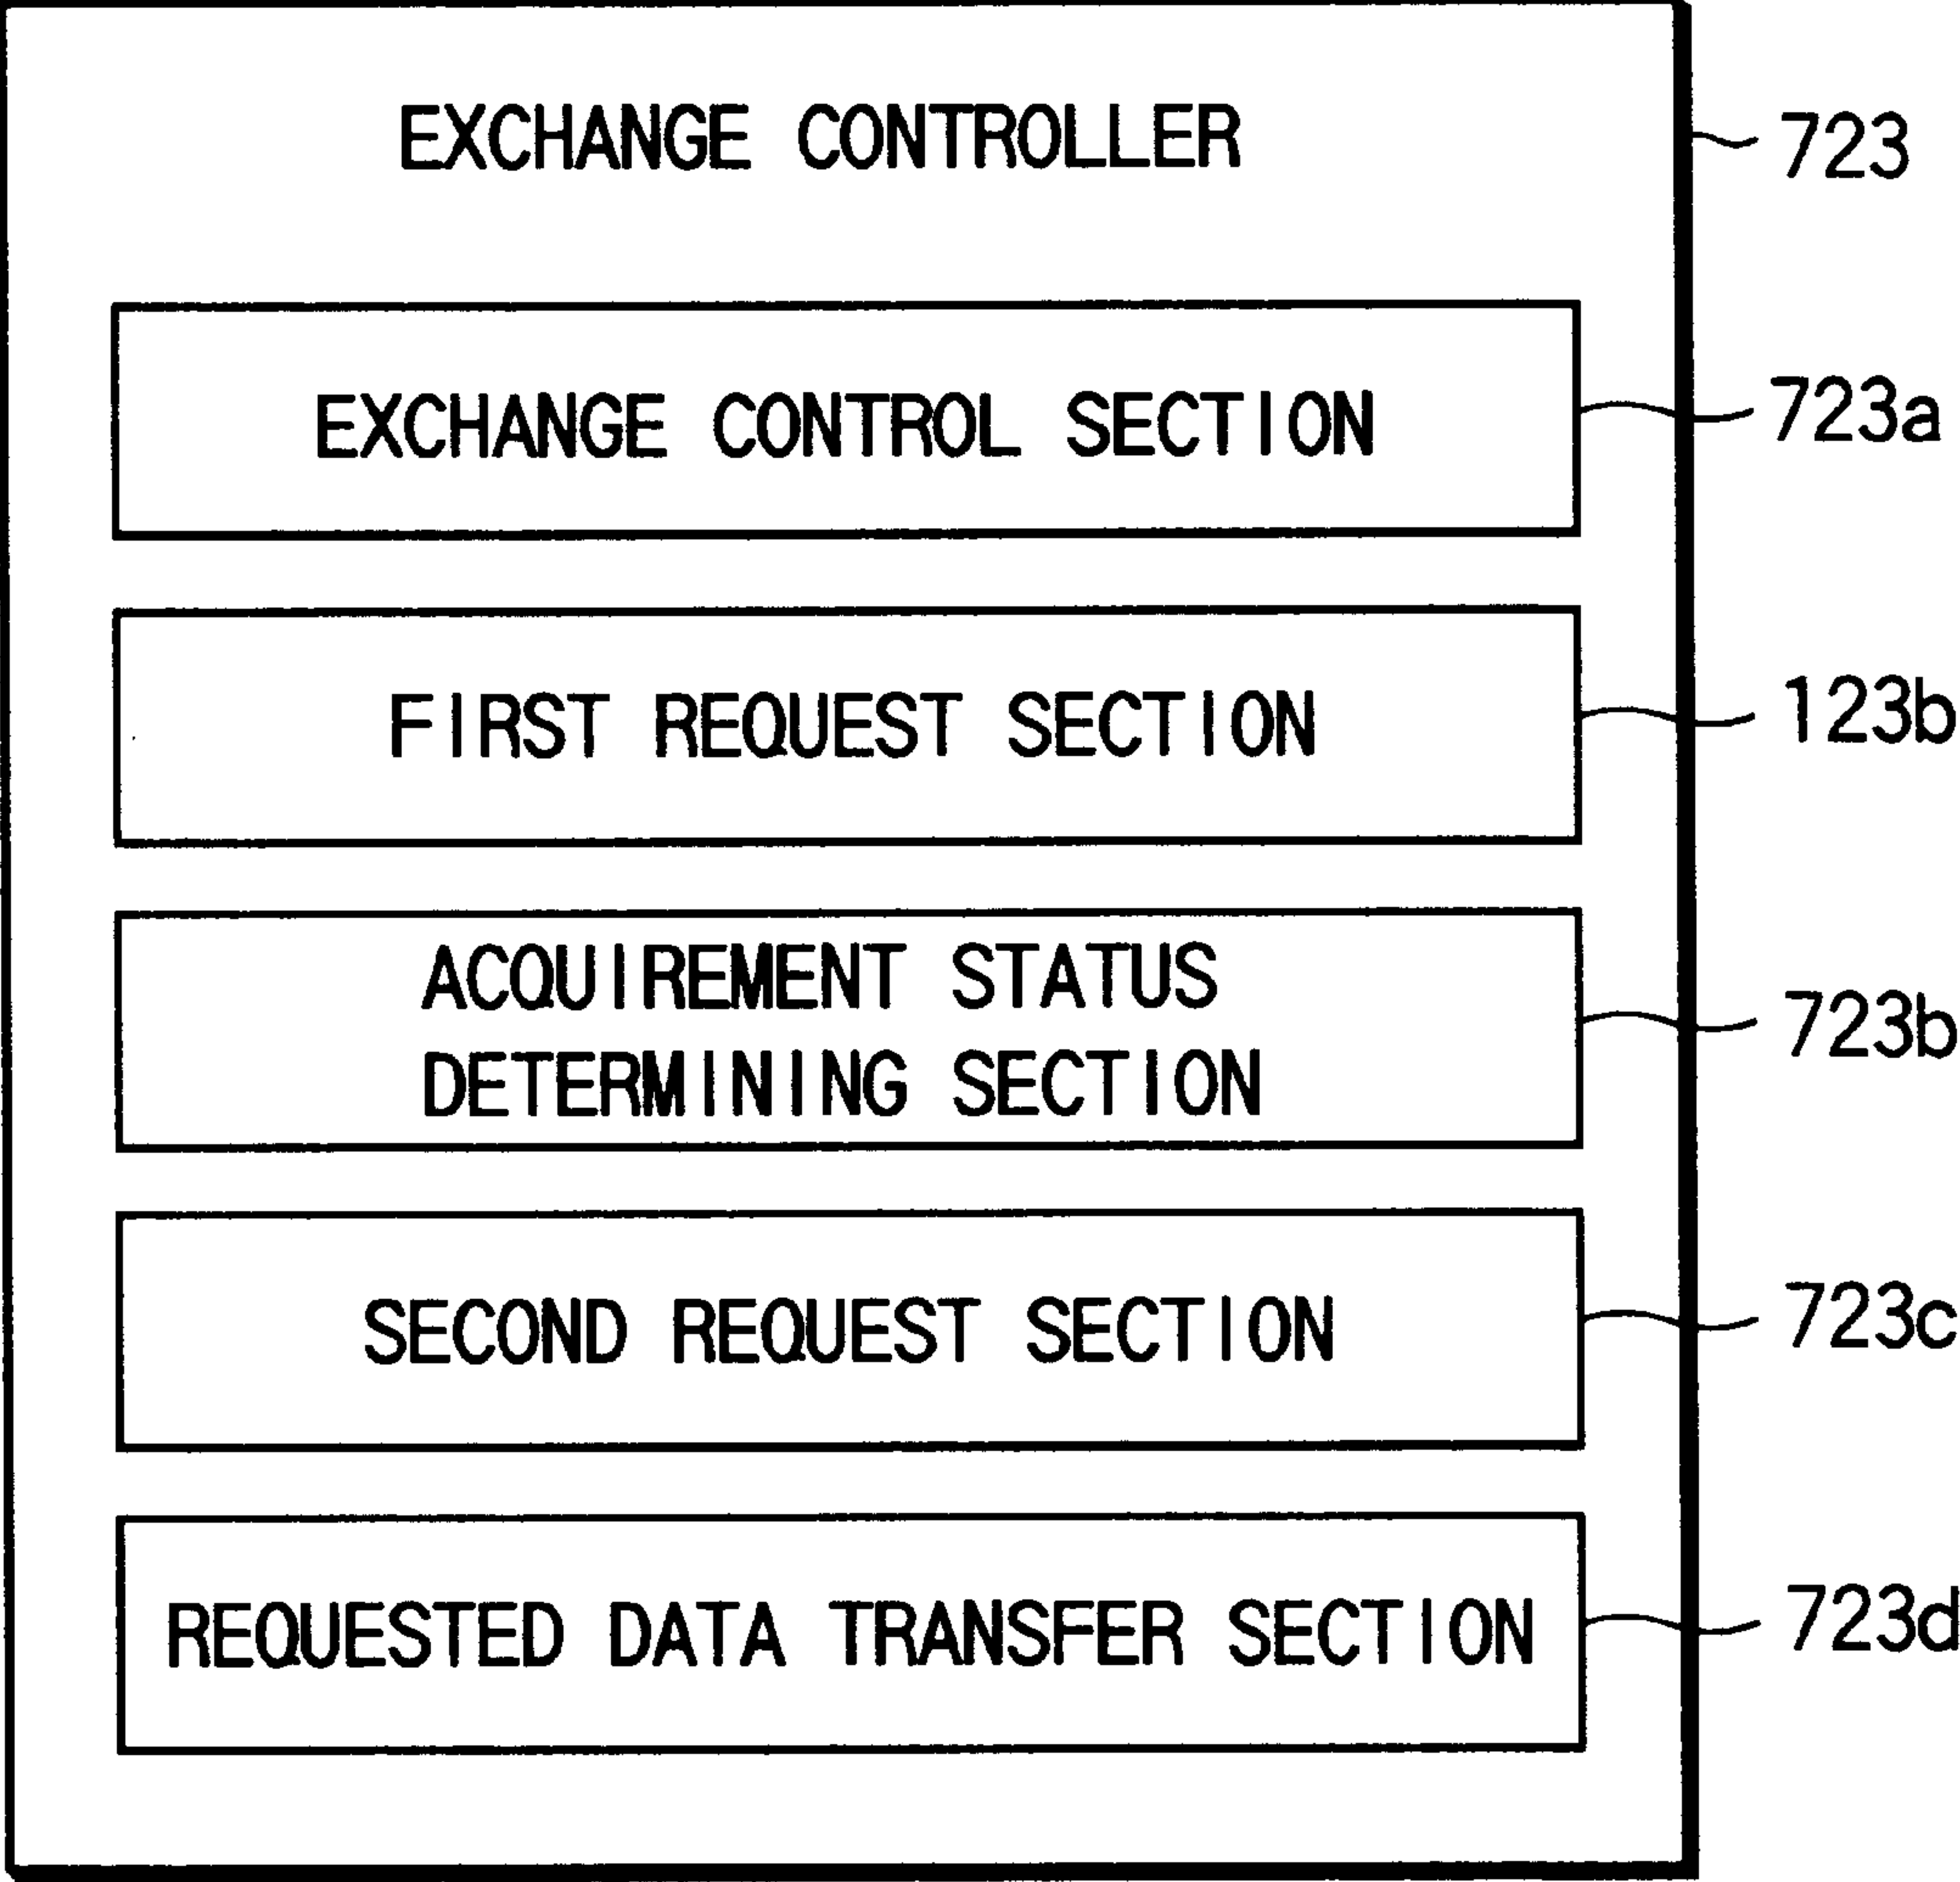 EXCHANGE CONTROLLER
723
EXCHANGE CONTROL SECTION
723a
FIRST REQUEST SECTION
123b
ACQUIREMENT STATUS
DETERMINING SECTION
723b
SECOND REQUEST SECTION
723c
REQUESTED DATA TRANSFER SECTION
723d